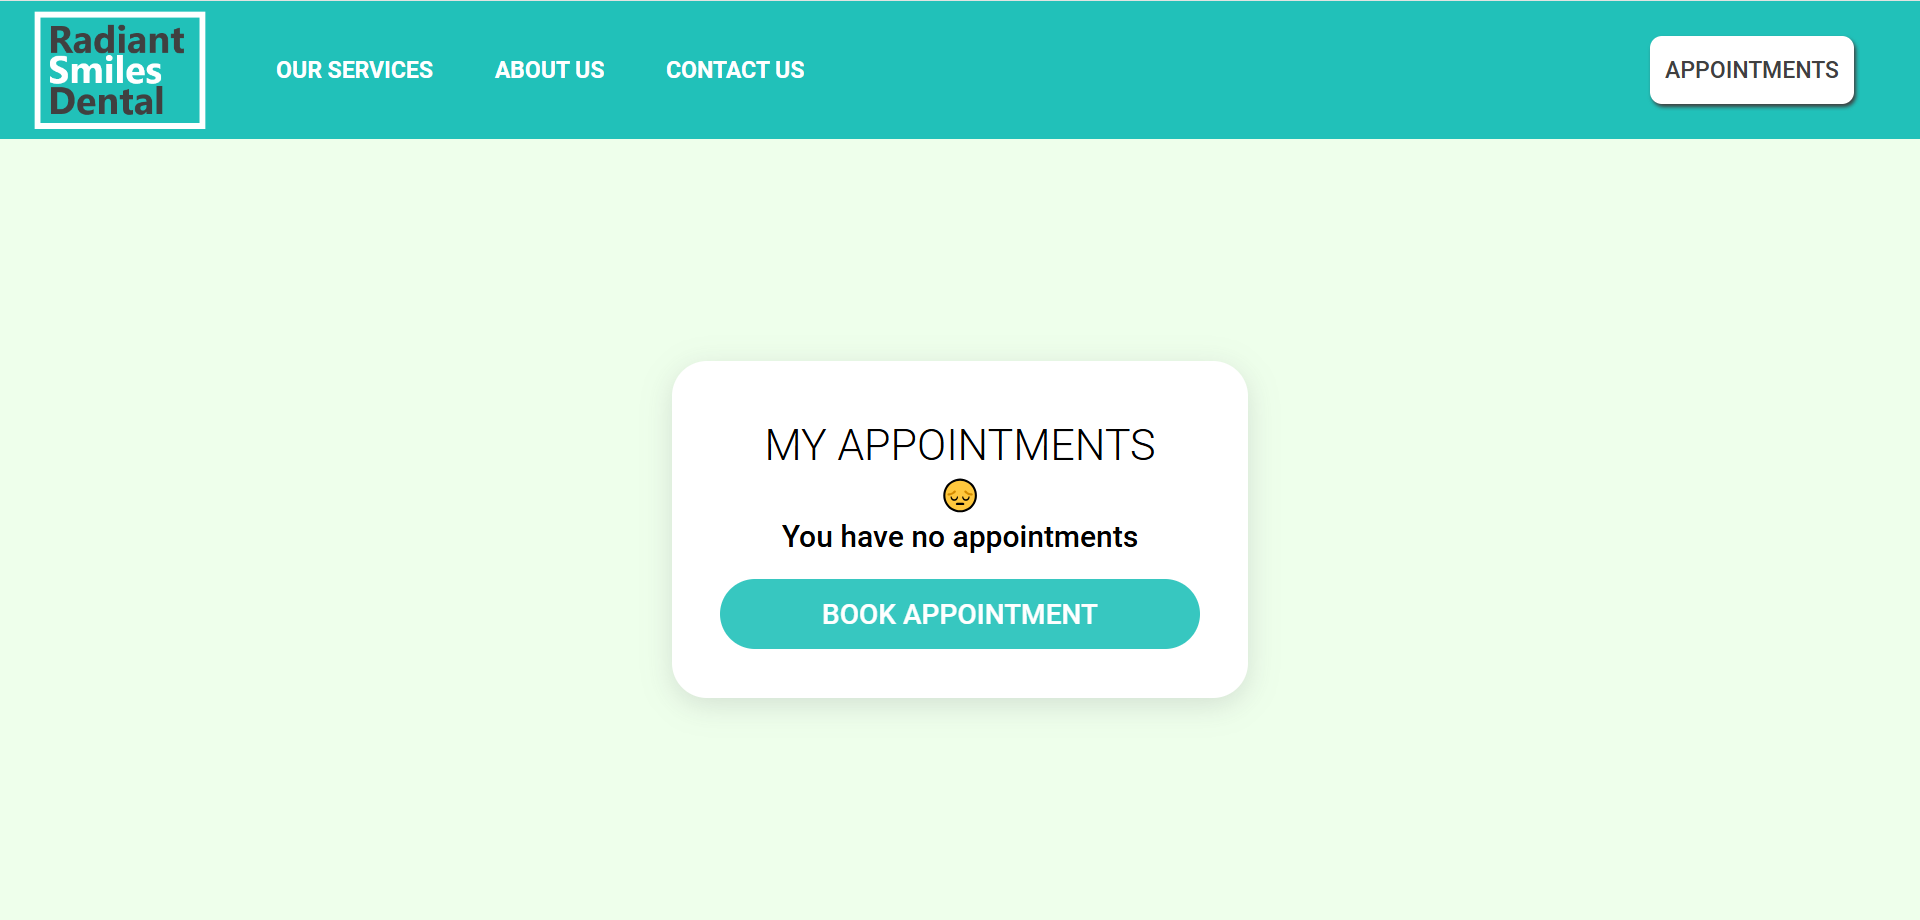 Radiant
Smiles
Dental
OUR SERVICES
ABOUT US
CONTACT US
APPOINTMENTS
MY APPOINTMENTS
😔
You have no appointments
BOOK APPOINTMENT